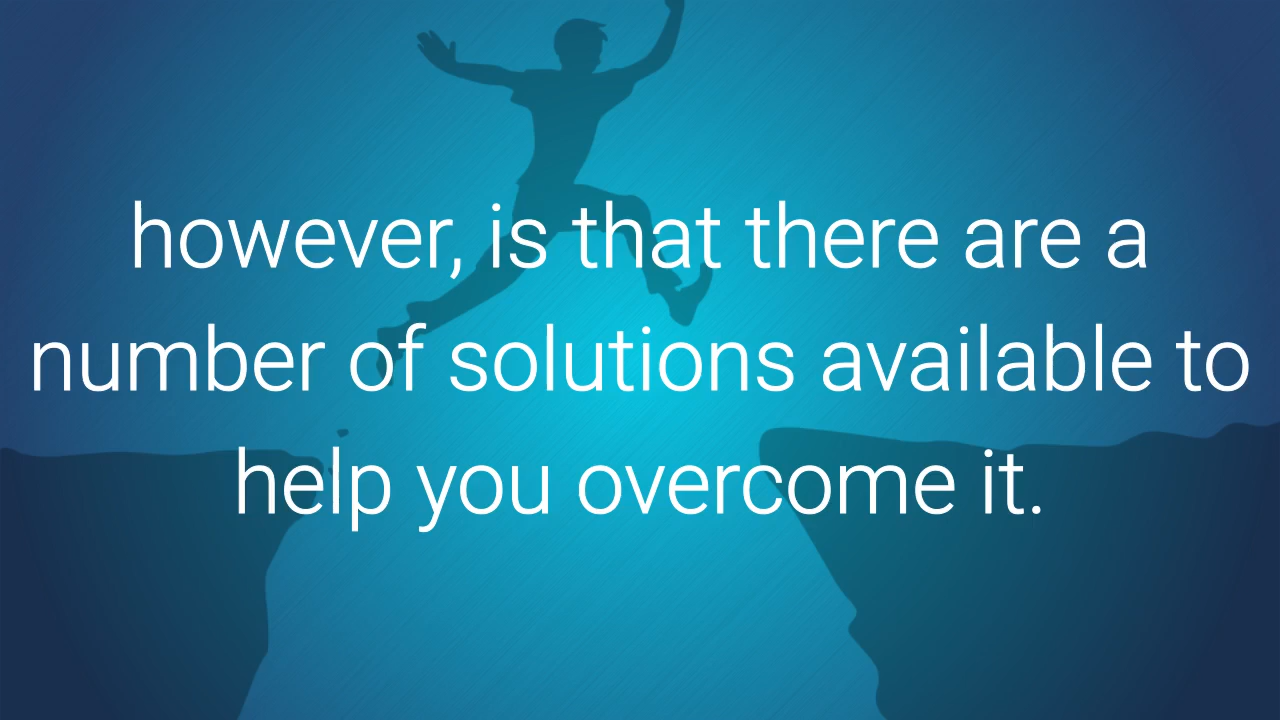 however, is that there are a
number of solutions available to
help you overcome it.